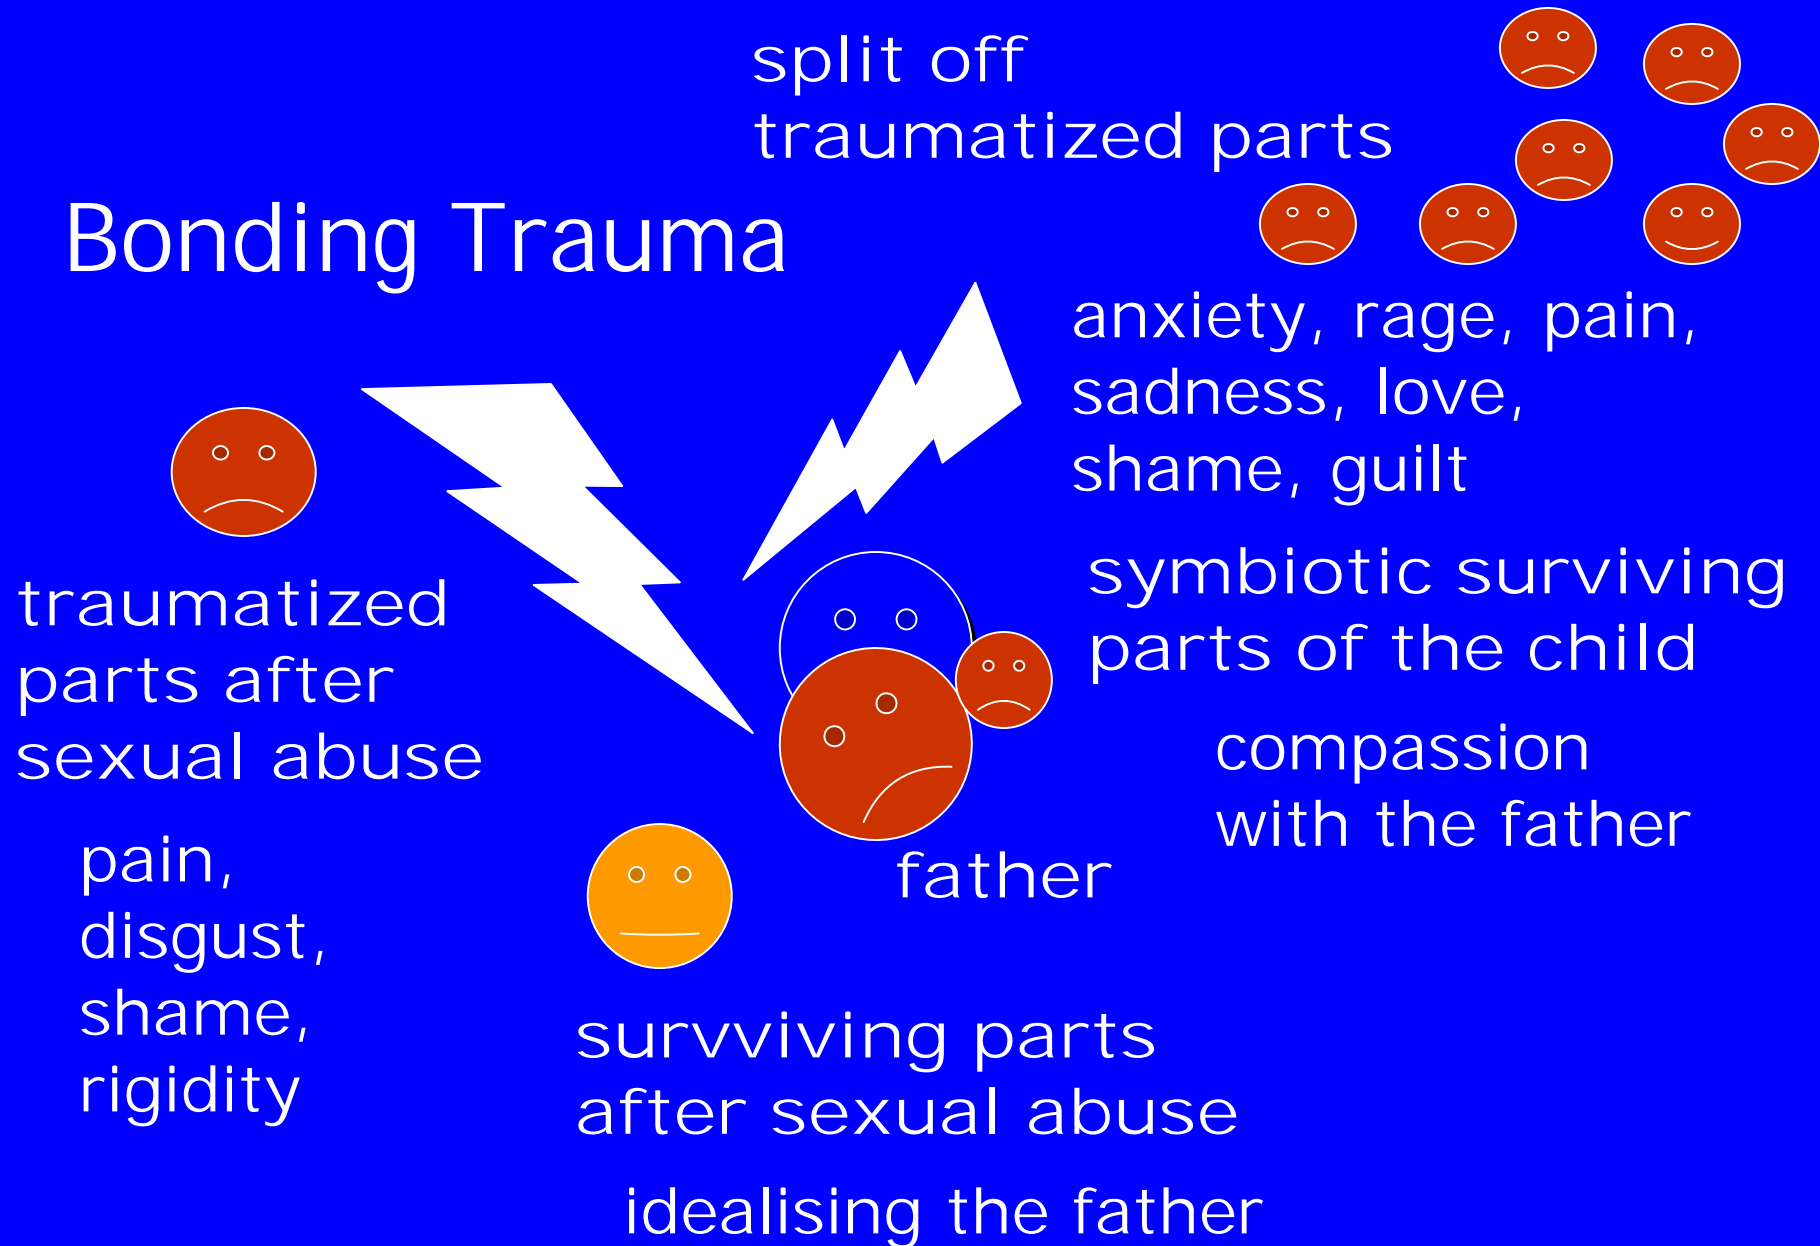 split off
traumatized parts
Bonding Trauma
anxiety, rage, pain,
sadness, love,
shame, guilt
symbiotic surviving
parts of the child
compassion
with the father
traumatized
parts after
sexual abuse
pain,
disgust,
shame,
rigidity
father
survviving parts
after sexual abuse
idealising the father